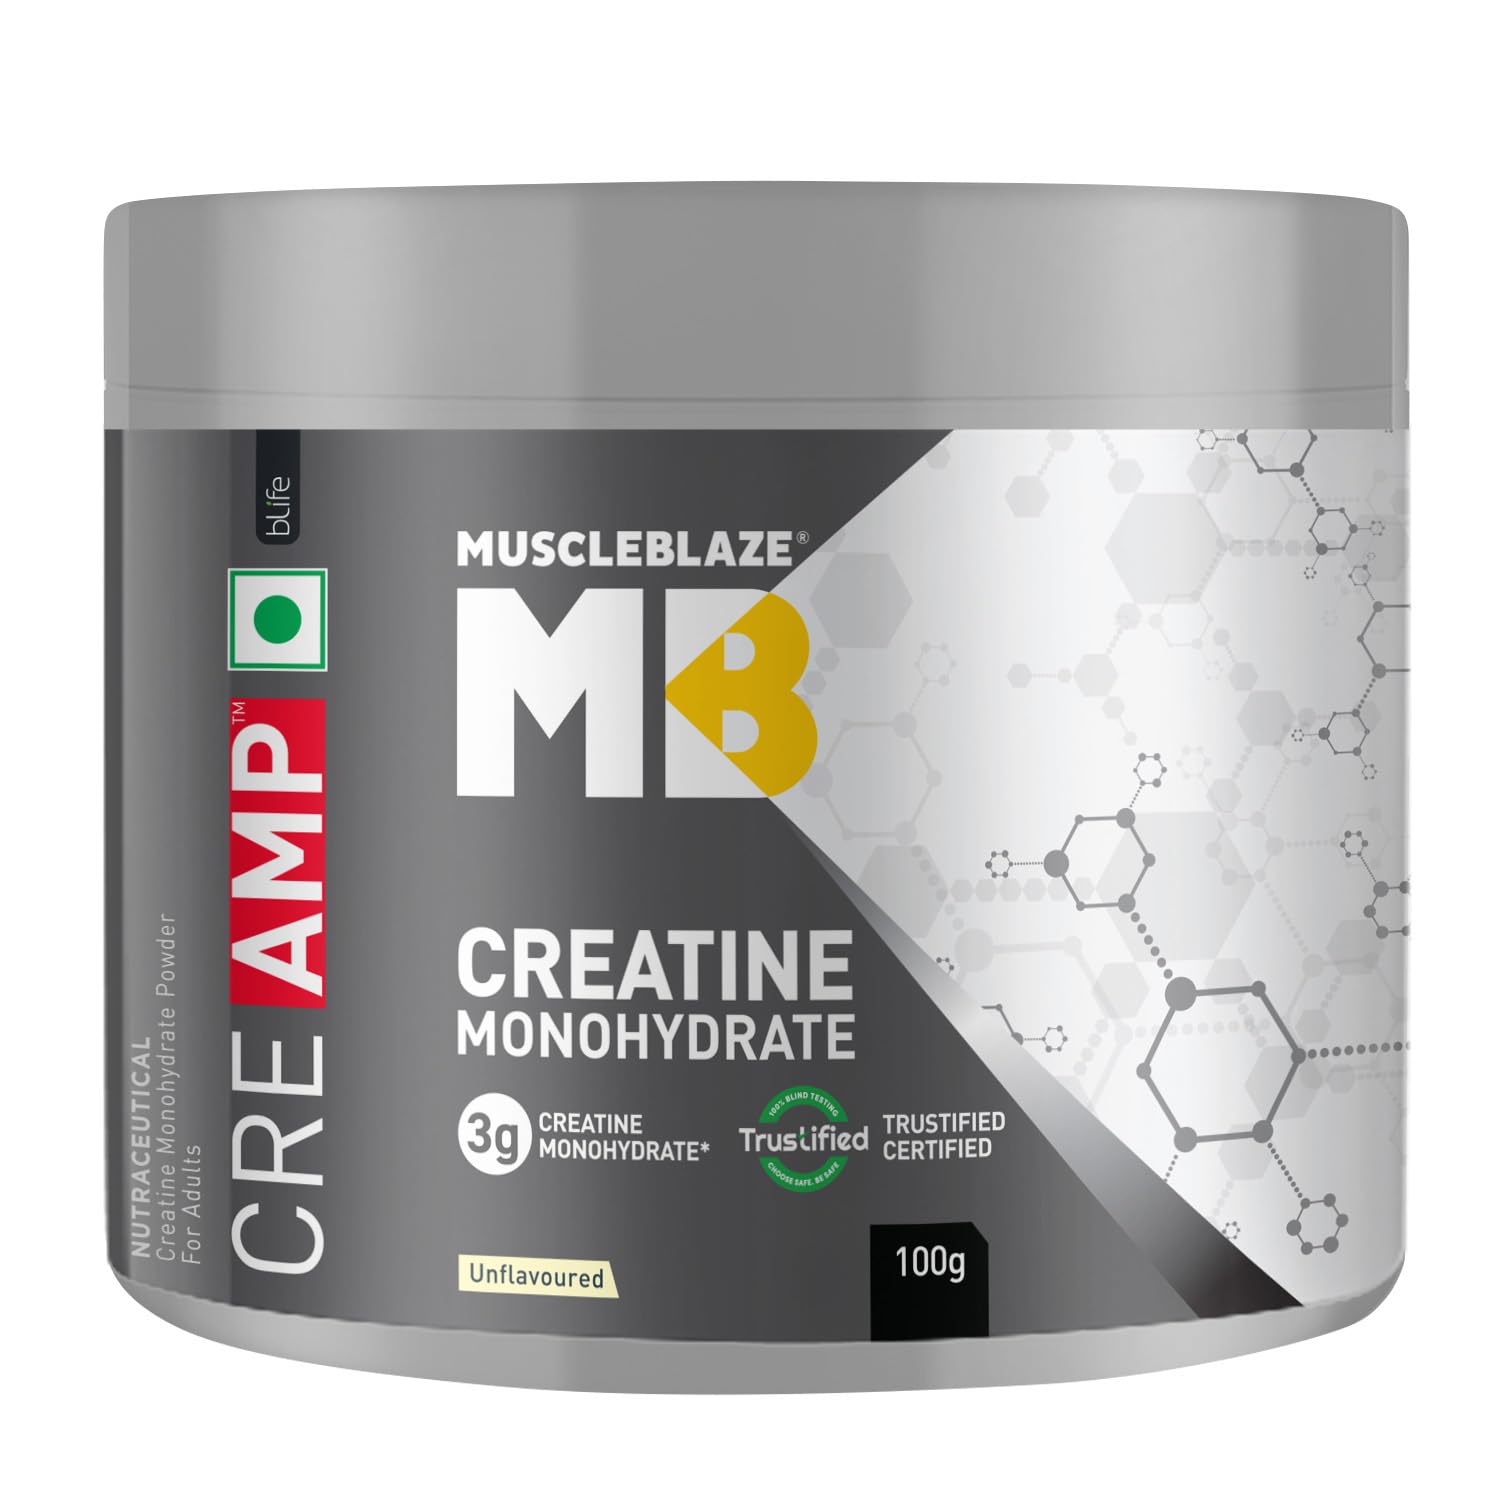 bLife
CRE AMP™
NUTRACEUTICAL
Creatine Monohydrate Powder
For Adults
MUSCLEBLAZE®
MB
CREATINE
MONOHYDRATE
3g
CREATINE
MONOHYDRATE*
100% BLIND TESTING
Trustified
CHOOSE SAFE. BE SAFE
TRUSTIFIED
CERTIFIED
Unflavoured
100g